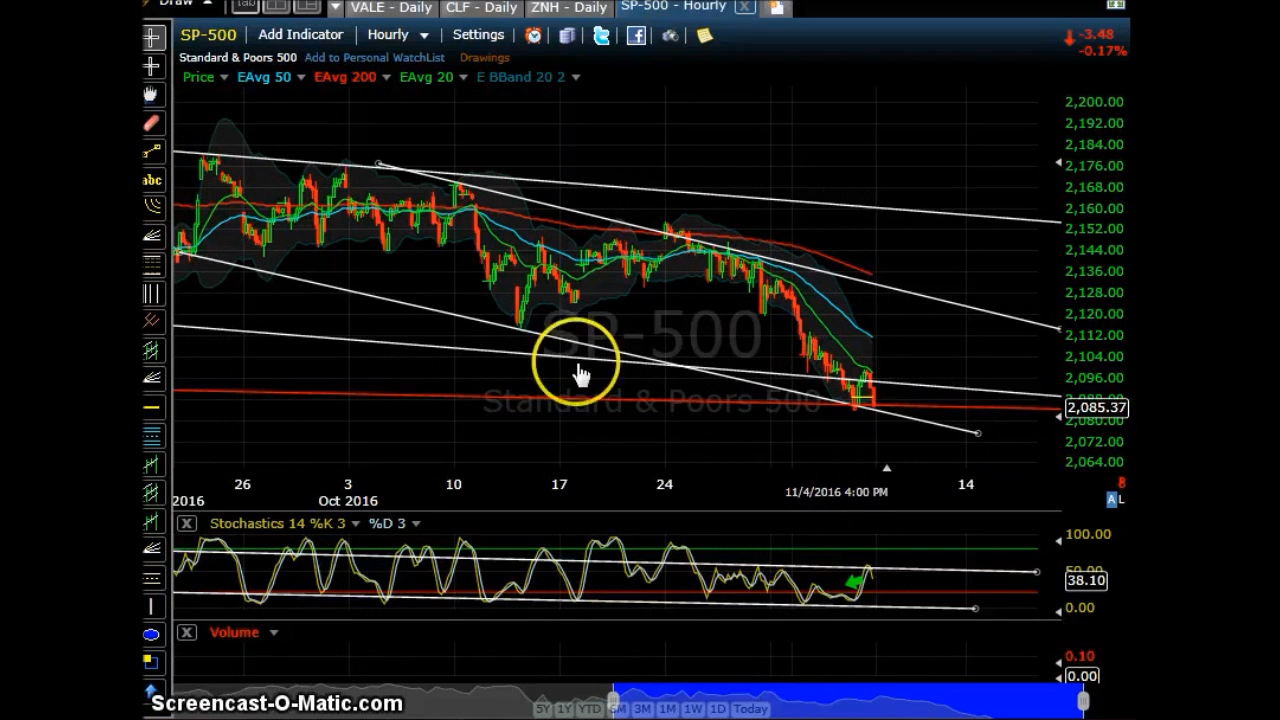 Draw Tab VALE - Daily CLF - Daily ZNH - Daily SP-500 - Hourly
SP-500 Add Indicator Hourly Settings
-3.48
-0.17%
Standard & Poors 500 Add to Personal WatchList Drawings
Price EAvg 50 EAvg 200 EAvg 20 E BBand 20 2
2,200.00
2,192.00
2,184.00
2,176.00
2,168.00
2,160.00
2,152.00
2,144.00
2,136.00
2,128.00
2,120.00
2,112.00
2,104.00
2,096.00
2,085.37
2,080.00
2,072.00
2,064.00
abc
SP-500
Standard & Poors 500
26 3 10 17 24 11/4/2016 4:00 PM 14 8
2016 Oct 2016 A L
Stochastics 14 %K 3 %D 3
100.00
50.00
38.10
0.00
Volume
0.10
0.00
5Y 1Y YTD 6M 3M 1M 1W 1D Today
Screencast-O-Matic.com